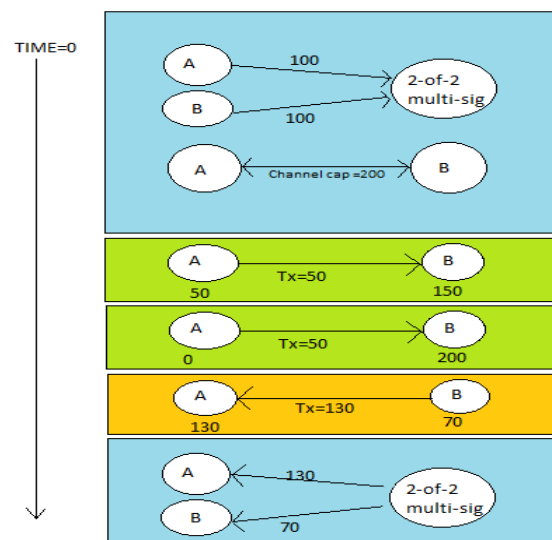 TIME=0
A
100
B
100
2-of-2
multi-sig
A
Channel cap =200
B
A
Tx=50
B
50
150
A
Tx=50
B
0
200
A
Tx=130
B
130
70
A
130
B
70
2-of-2
multi-sig